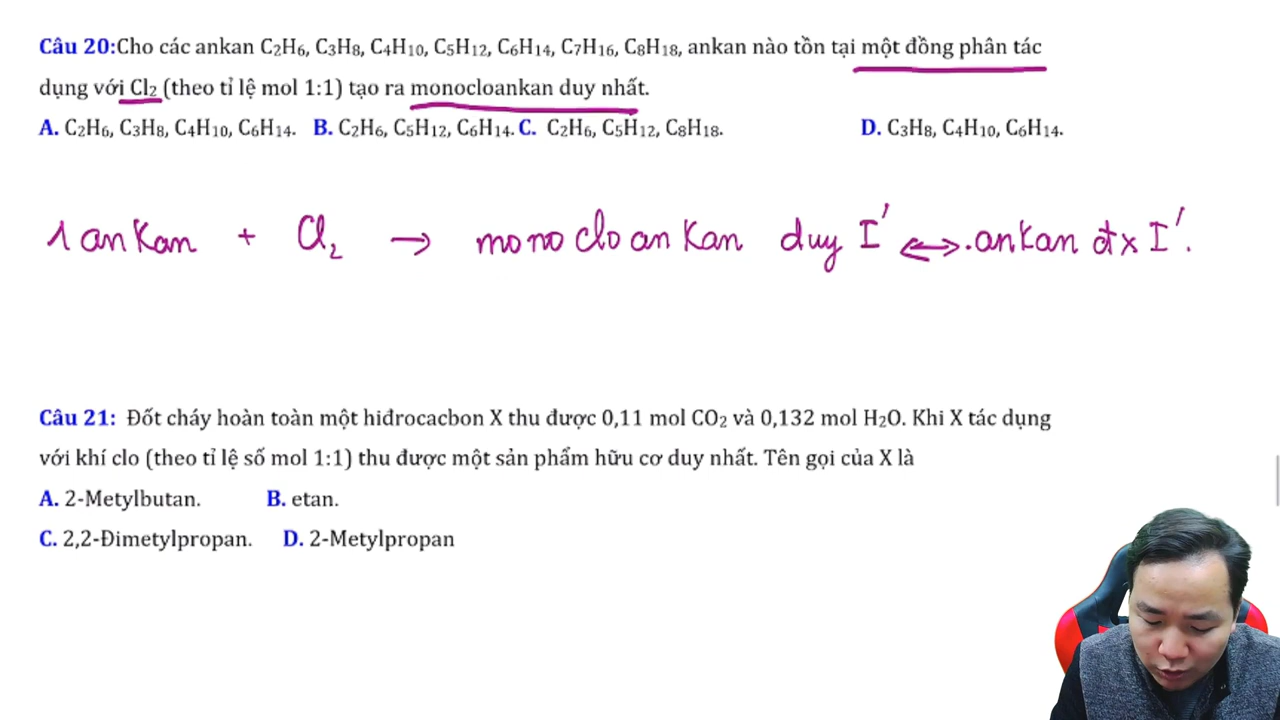 Câu 20:Cho các ankan C₂H₆, C₃H₈, C₄H₁₀, C₅H₁₂, C₆H₁₄, C₇H₁₆, C₈H₁₈, ankan nào tồn tại một đồng phân tác
dụng với Cl₂ (theo tỉ lệ mol 1:1) tạo ra monocloankan duy nhất.
A. C₂H₆, C₃H₈, C₄H₁₀, C₆H₁₄. B. C₂H₆, C₅H₁₂, C₆H₁₄. C. C₂H₆, C₅H₁₂, C₈H₁₈. D. C₃H₈, C₄H₁₀, C₆H₁₄.
1 ankan + Cl₂ → monocloankan duy I' ⟺ .ankan đx I'.
Câu 21: Đốt cháy hoàn toàn một hiđrocacbon X thu được 0,11 mol CO₂ và 0,132 mol H₂O. Khi X tác dụng
với khí clo (theo tỉ lệ số mol 1:1) thu được một sản phẩm hữu cơ duy nhất. Tên gọi của X là
A. 2-Metylbutan. B. etan.
C. 2,2-Đimetylpropan. D. 2-Metylpropan